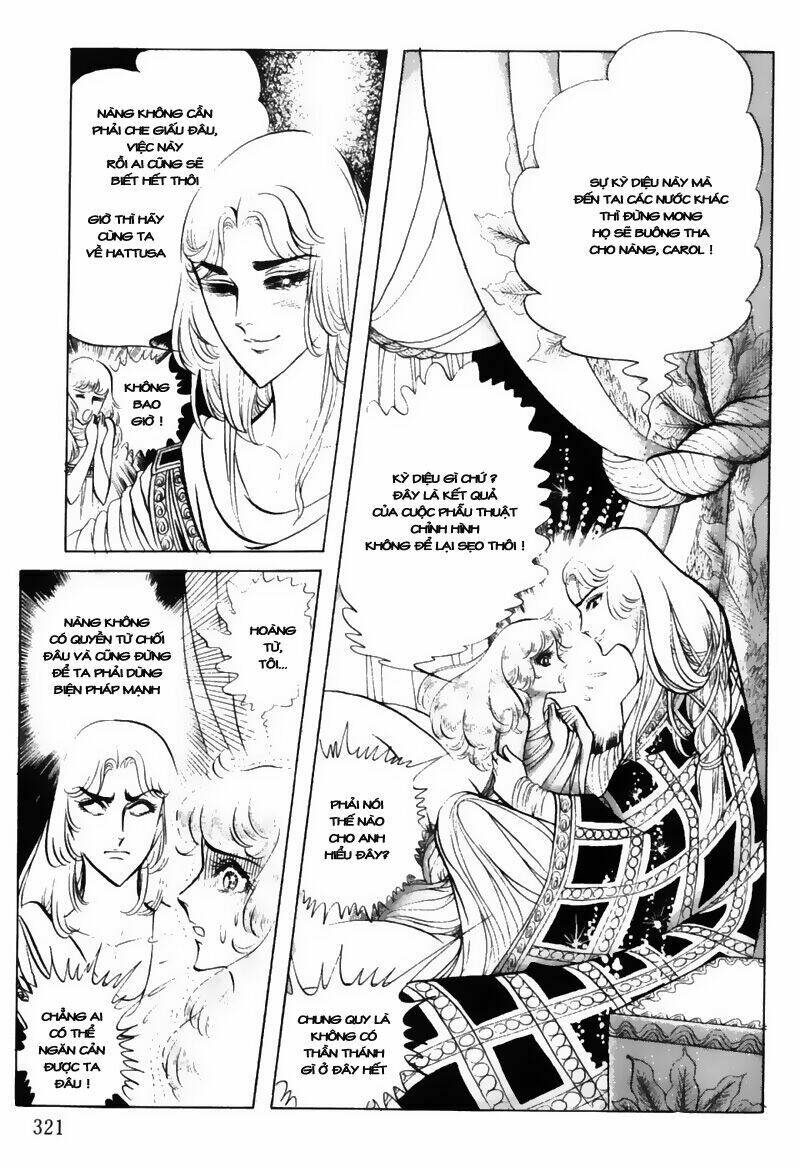 SỰ KỲ DIỆU NÀY MÀ
ĐẾN TAI CÁC NƯỚC KHÁC
THÌ ĐỪNG MONG
HỌ SẼ BUÔNG THA
CHO NÀNG, CAROL !
KỲ DIỆU GÌ CHỨ ?
ĐÂY LÀ KẾT QUẢ
CỦA CUỘC PHẨU THUẬT
CHỈNH HÌNH
KHÔNG ĐỂ LẠI SẸO THÔI !
PHẢI NÓI
THẾ NÀO
CHO ANH
HIỂU ĐÂY?
CHUNG QUY LÀ
KHÔNG CÓ
THẦN THÁNH
GÌ Ở ĐÂY HẾT
NÀNG KHÔNG CẦN
PHẢI CHE GIẤU ĐÂU,
VIỆC NÀY
RỒI AI CŨNG SẼ
BIẾT HẾT THÔI
GIỜ THÌ HÃY
CÙNG TA
VỀ HATTUSA
KHÔNG
BAO
GIỜ !
HOÀNG
TỬ,
TÔI...
NÀNG KHÔNG
CÓ QUYỀN TỪ CHỐI
ĐÂU VÀ CŨNG ĐỪNG
ĐỂ TA PHẢI DÙNG
BIỆN PHÁP MẠNH
CHẲNG AI
CÓ THỂ
NGĂN CẢN
ĐƯỢC TA
ĐÂU !
321